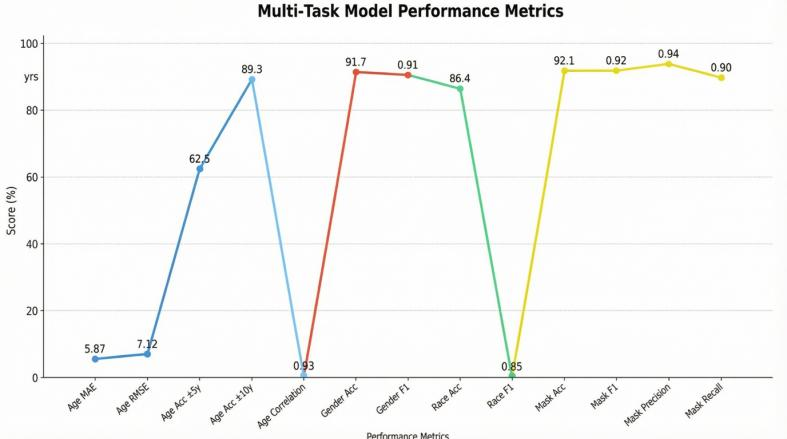 Multi-Task Model Performance Metrics
100
yrs
80
60
40
20
0
Score (%)
5.87
7.12
62.5
89.3
0.93
91.7
0.91
86.4
0.85
92.1
0.92
0.94
0.90
Age MAE
Age RMSE
Age Acc ±5y
Age Acc ±10y
Age Correlation
Gender Acc
Gender F1
Race Acc
Race F1
Mask Acc
Mask F1
Mask Precision
Mask Recall
Performance Metrics